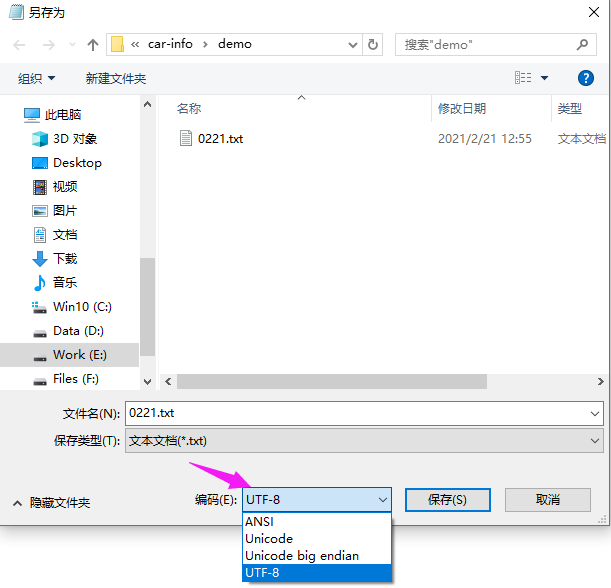 另存为
« car-info › demo
搜索"demo"
组织 新建文件夹
名称 修改日期 类型
0221.txt 2021/2/21 12:55 文本文档
此电脑
3D 对象
Desktop
视频
图片
文档
下载
音乐
Win10 (C:)
Data (D:)
Work (E:)
Files (F:)
文件名(N): 0221.txt
保存类型(T): 文本文档(*.txt)
隐藏文件夹 编码(E): UTF-8 保存(S) 取消
ANSI
Unicode
Unicode big endian
UTF-8